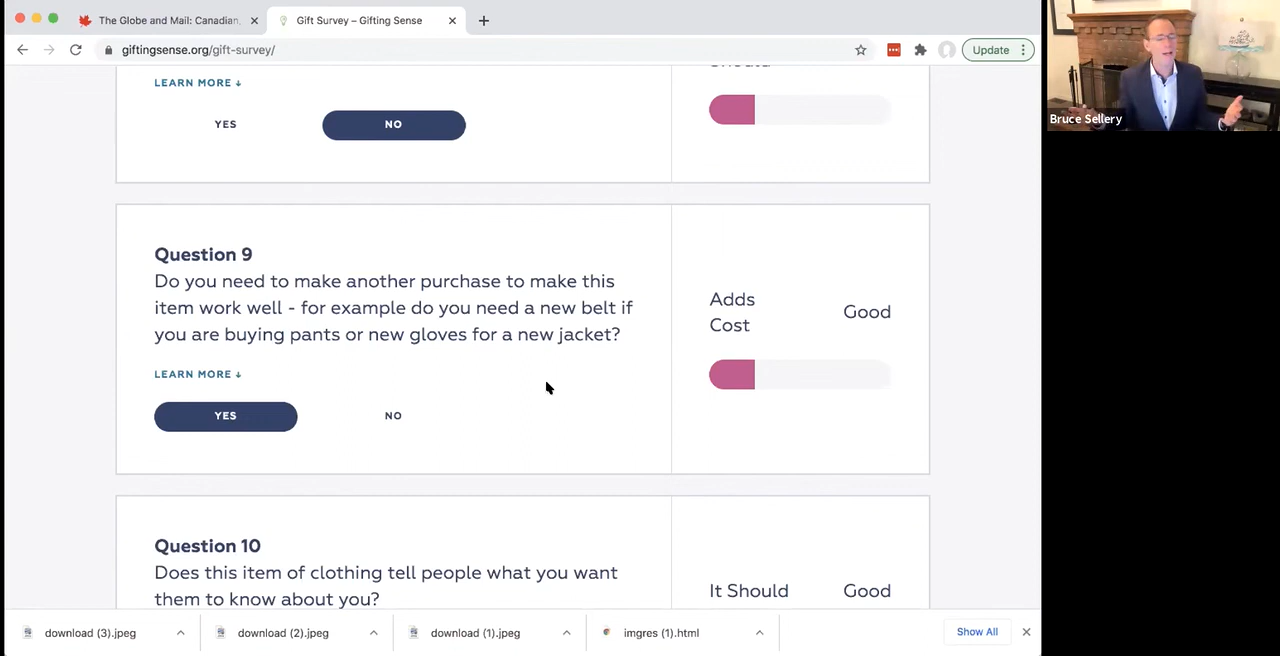 The Globe and Mail: Canadian,
Gift Survey – Gifting Sense
giftingsense.org/gift-survey/
Update
Bruce Sellery
LEARN MORE ↓
YES
NO
Question 9
Do you need to make another purchase to make this
item work well - for example do you need a new belt if
you are buying pants or new gloves for a new jacket?
LEARN MORE ↓
YES
NO
Adds
Cost
Good
Question 10
Does this item of clothing tell people what you want
them to know about you?
It Should
Good
download (3).jpeg
download (2).jpeg
download (1).jpeg
imgres (1).html
Show All